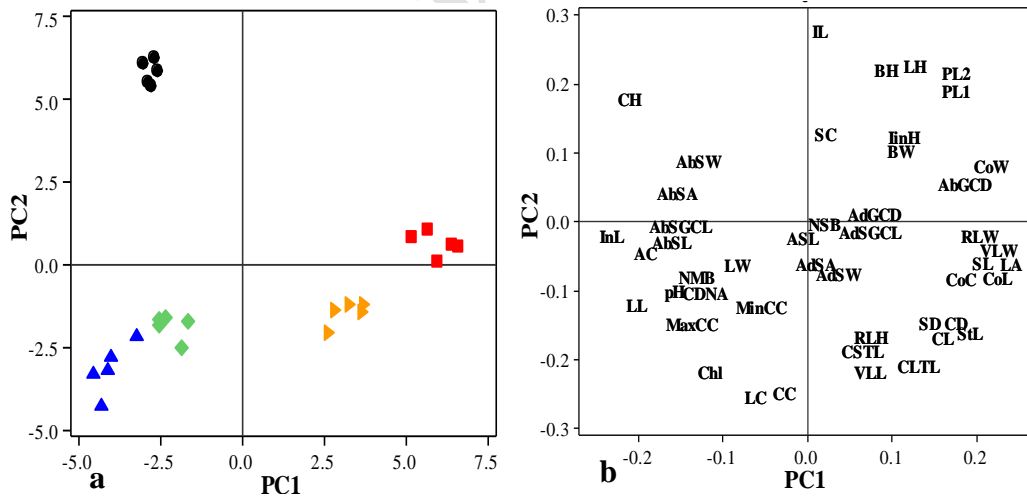 7.5
5.0
2.5
0.0
-2.5
-5.0
PC2
-5.0 -2.5 0.0 2.5 5.0 7.5
a
PC1
0.3
0.2
0.1
0.0
-0.1
-0.2
-0.3
PC2
IL
BH LH PL2
PL1
CH
SC IinH
BW
AbSW CoW
AbGCD
AbSA
AdGCD
AbSGCL NSB AdSGCL
InL AbSL ASL RLW
AC VLW
LW AdSA SL LA
NMB AdSW CoC CoL
pH CDNA
LL MinCC
MaxCC SD CD
RLH CL StL
CSTL
Chl VLL CLTL
LC CC
-0.2 -0.1 0.0 0.1 0.2
b
PC1